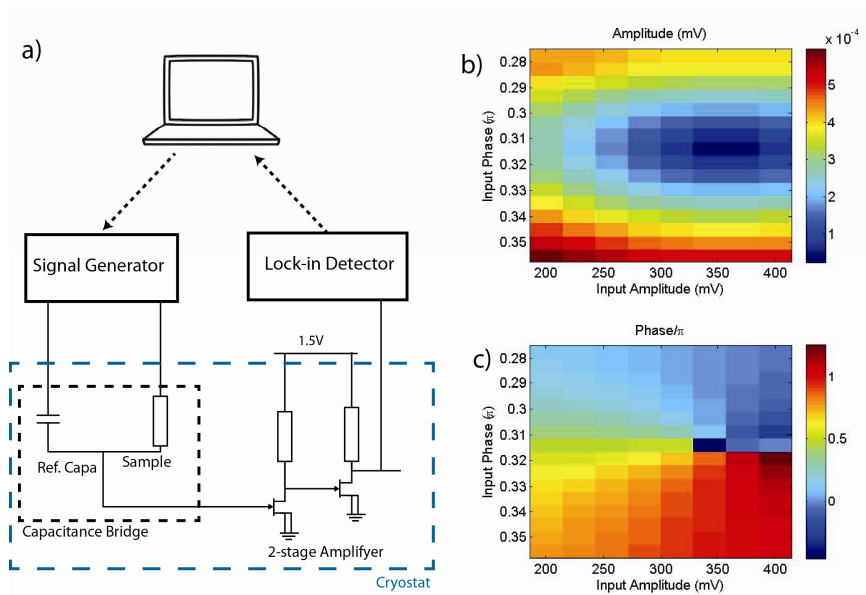 a)
Signal Generator
Lock-in Detector
1.5V
Ref. Capa
Sample
Capacitance Bridge
2-stage Amplifyer
Cryostat
b)
Amplitude (mV)
x 10-4
Input Phase (π)
0.28
0.29
0.3
0.31
0.32
0.33
0.34
0.35
200 250 300 350 400
Input Amplitude (mV)
5
4
3
2
1
c)
Phase/π
Input Phase (π)
0.28
0.29
0.3
0.31
0.32
0.33
0.34
0.35
200 250 300 350 400
Input Amplitude (mV)
1
0.5
0